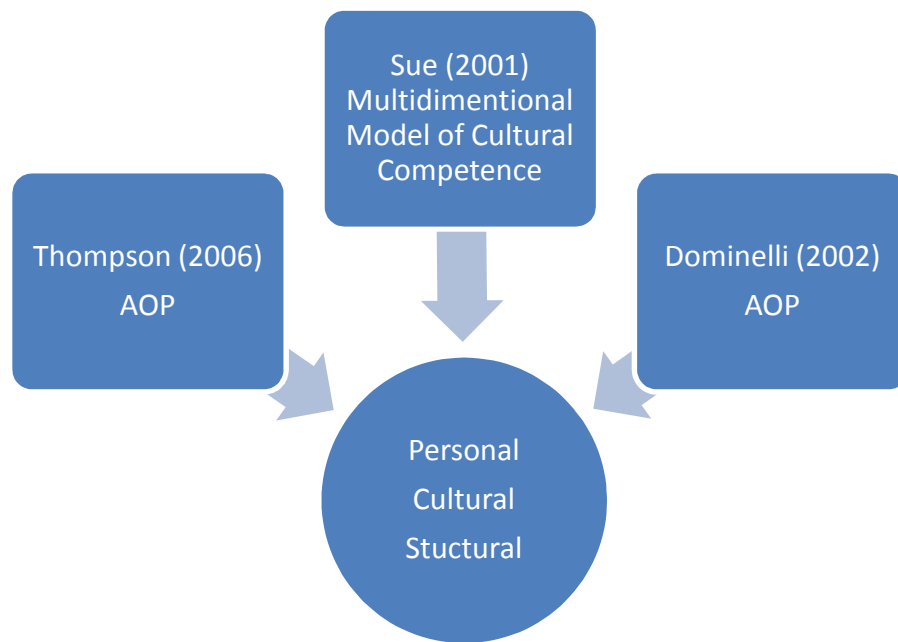 Sue (2001)
Multidimentional
Model of Cultural
Competence
Thompson (2006)
AOP
Dominelli (2002)
AOP
Personal
Cultural
Stuctural